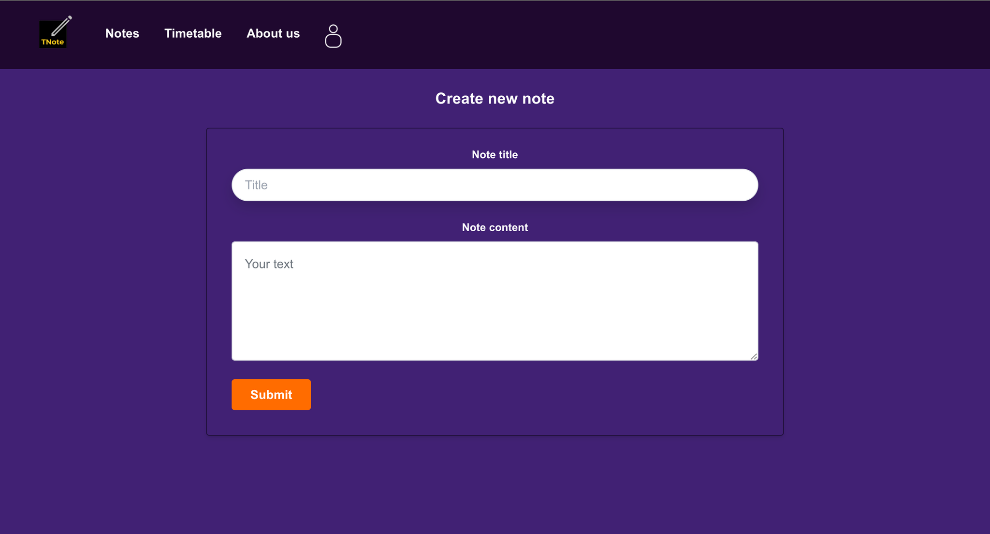 TNote
Notes Timetable About us
Create new note
Note title
Title
Note content
Your text
Submit